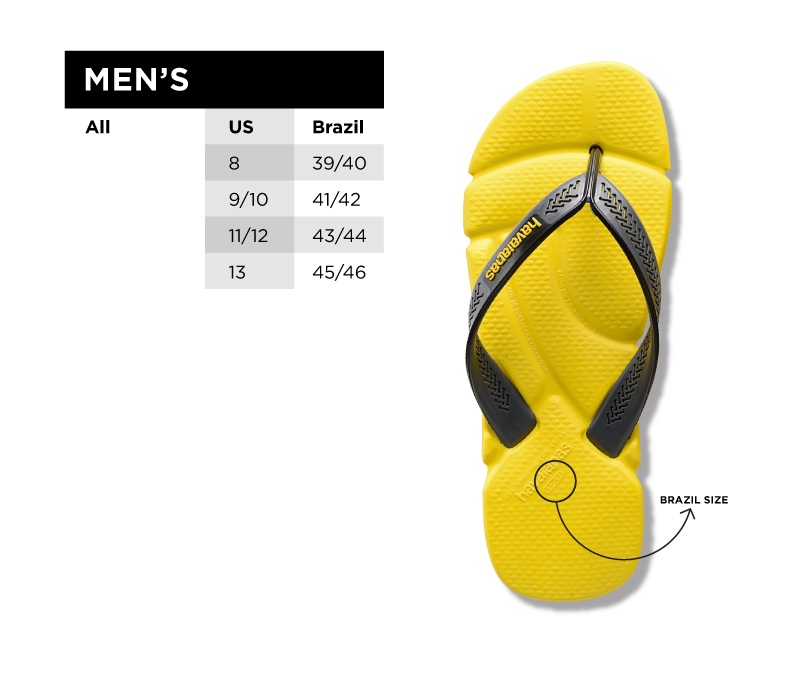 MEN'S
All US Brazil
8 39/40
9/10 41/42
11/12 43/44
13 45/46
havaianas
havaianas
BRAZIL SIZE